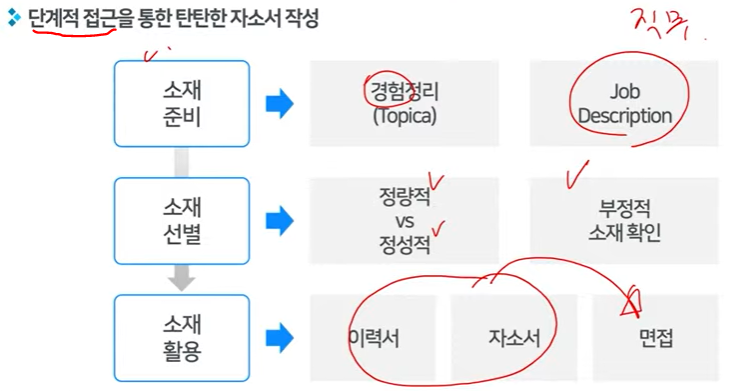 단계적 접근을 통한 탄탄한 자소서 작성
직무.
소재
준비
경험정리
(Topica)
Job
Description
소재
선별
정량적
vs
정성적
부정적
소재 확인
소재
활용
이력서
자소서
면접